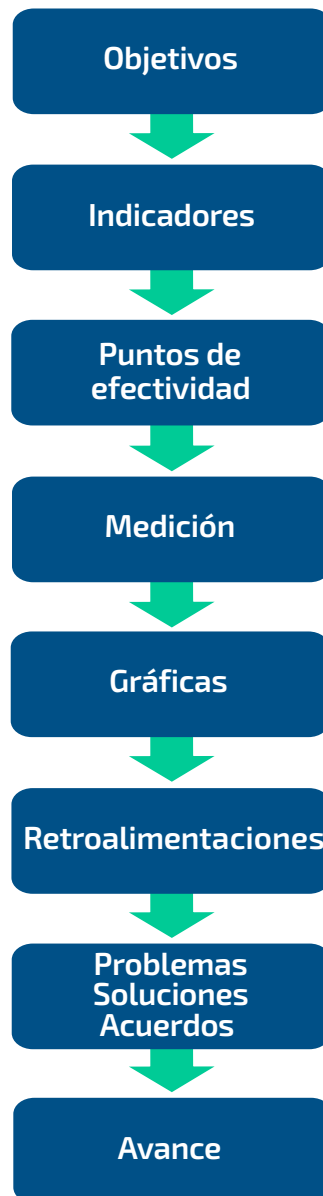 Objetivos
Indicadores
Puntos de
efectividad
Medición
Gráficas
Retroalimentaciones
Problemas
Soluciones
Acuerdos
Avance